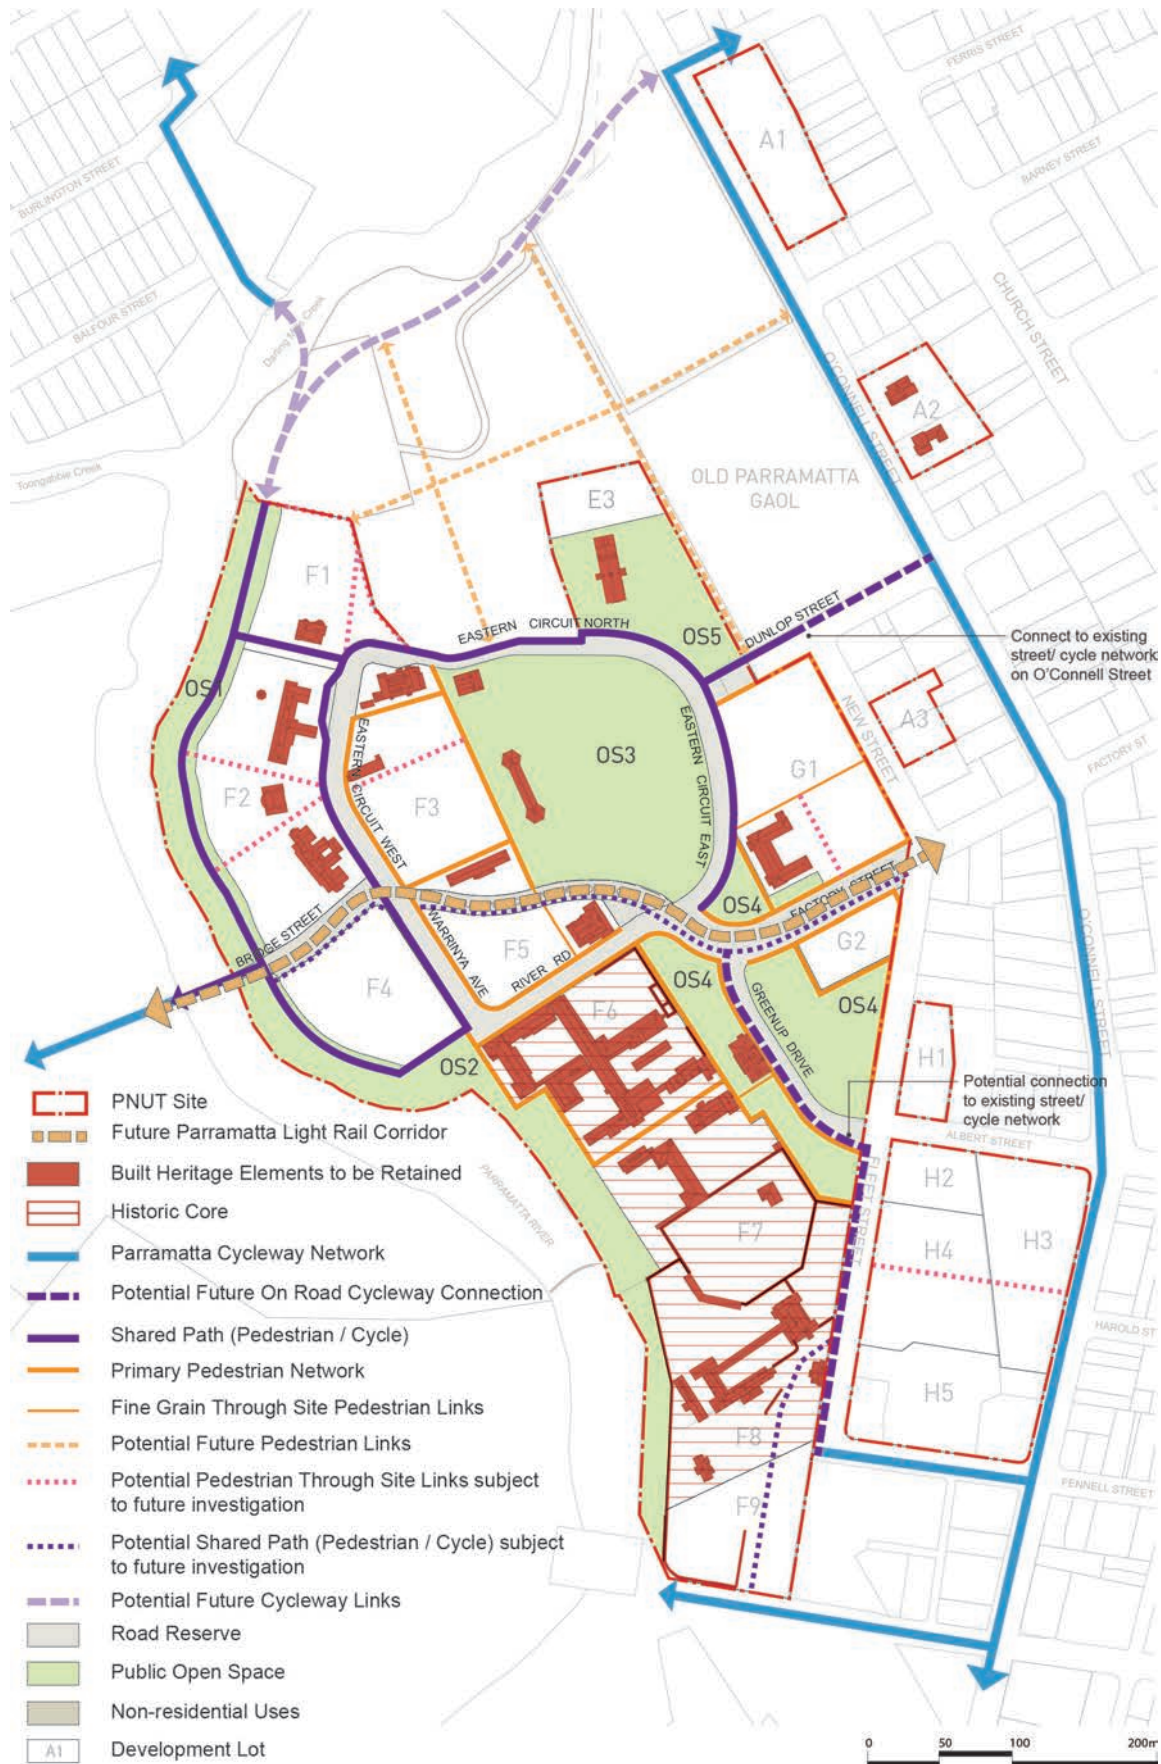 FERRIS STREET
A1
BARNEY STREET
BURLINGTON STREET
CHURCH STREET
BALFOUR STREET
O'CONNELL STREET
A2
Toongabbie Creek
OLD PARRAMATTA
GAOL
E3
F1
EASTERN CIRCUIT NORTH
OS5
DUNLOP STREET
Connect to existing
street/ cycle network
on O'Connell Street
OS1
NEW STREET
A3
FACTORY ST
EASTERN CIRCUIT WEST
OS3
EASTERN CIRCUIT EAST
G1
F2
F3
OS4
FACTORY STREET
BRIDGE STREET
WARRINYA AVE
F5
RIVER RD
G2
F4
OS4
GREENUP DRIVE
OS4
O'CONNELL STREET
F6
OS2
H1
Potential connection
to existing street/
cycle network
ALBERT STREET
PARRAMATTA RIVER
FLEET STREET
H2
F7
H4
H3
HAROLD ST
H5
F8
FENNELL STREET
F9
PNUT Site
Future Parramatta Light Rail Corridor
Built Heritage Elements to be Retained
Historic Core
Parramatta Cycleway Network
Potential Future On Road Cycleway Connection
Shared Path (Pedestrian / Cycle)
Primary Pedestrian Network
Fine Grain Through Site Pedestrian Links
Potential Future Pedestrian Links
Potential Pedestrian Through Site Links subject
to future investigation
Potential Shared Path (Pedestrian / Cycle) subject
to future investigation
Potential Future Cycleway Links
Road Reserve
Public Open Space
Non-residential Uses
A1
Development Lot
0 50 100 200m